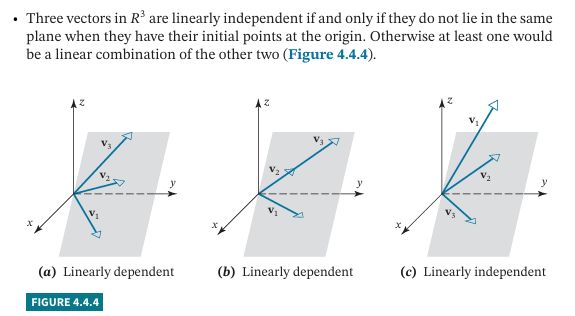 • Three vectors in R³ are linearly independent if and only if they do not lie in the same
plane when they have their initial points at the origin. Otherwise at least one would
be a linear combination of the other two (Figure 4.4.4).
z
v₃
v₂
y
x
v₁
(a) Linearly dependent
z
v₃
v₂
y
x
v₁
(b) Linearly dependent
z
v₁
v₂
y
x
v₃
(c) Linearly independent
FIGURE 4.4.4